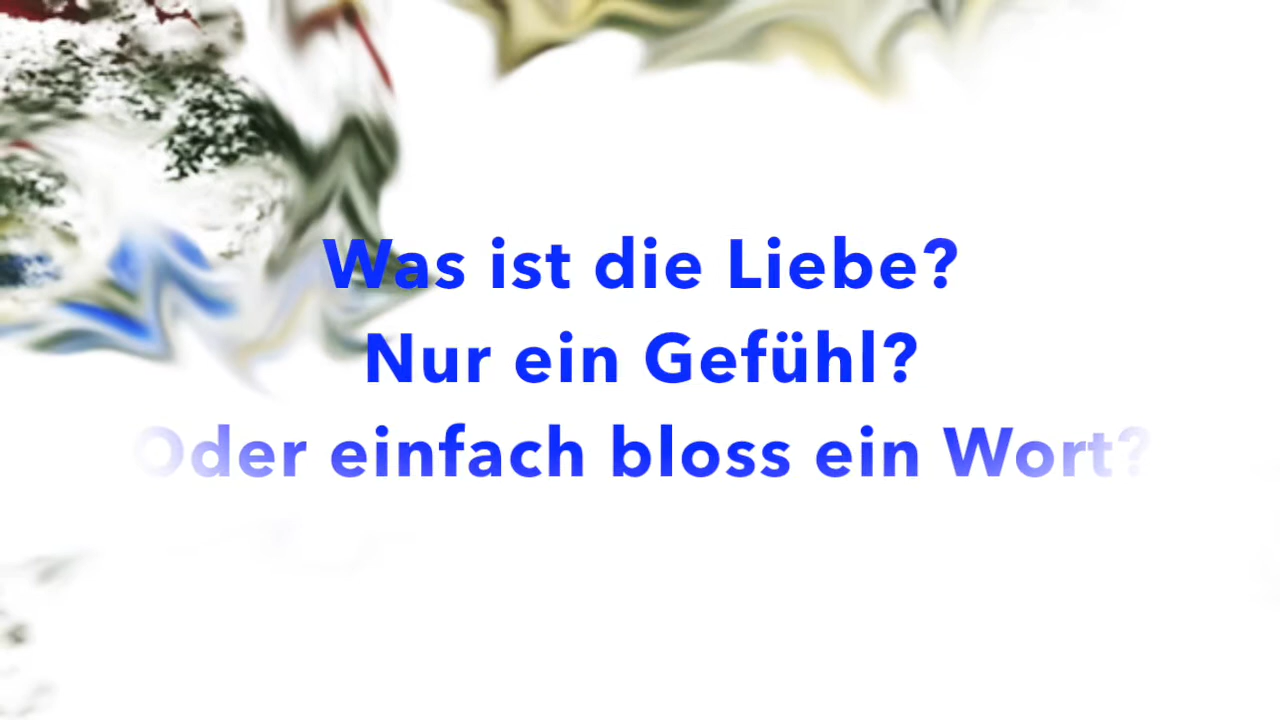 Was ist die Liebe?
Nur ein Gefühl?
Oder einfach bloss ein Wort?